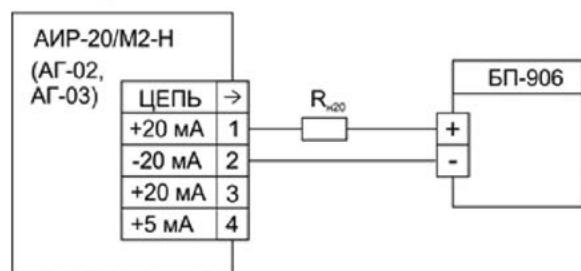 АИР-20/М2-Н
(АГ-02,
АГ-03)
ЦЕПЬ →
+20 мА 1
-20 мА 2
+20 мА 3
+5 мА 4
Rн20
БП-906
+
-